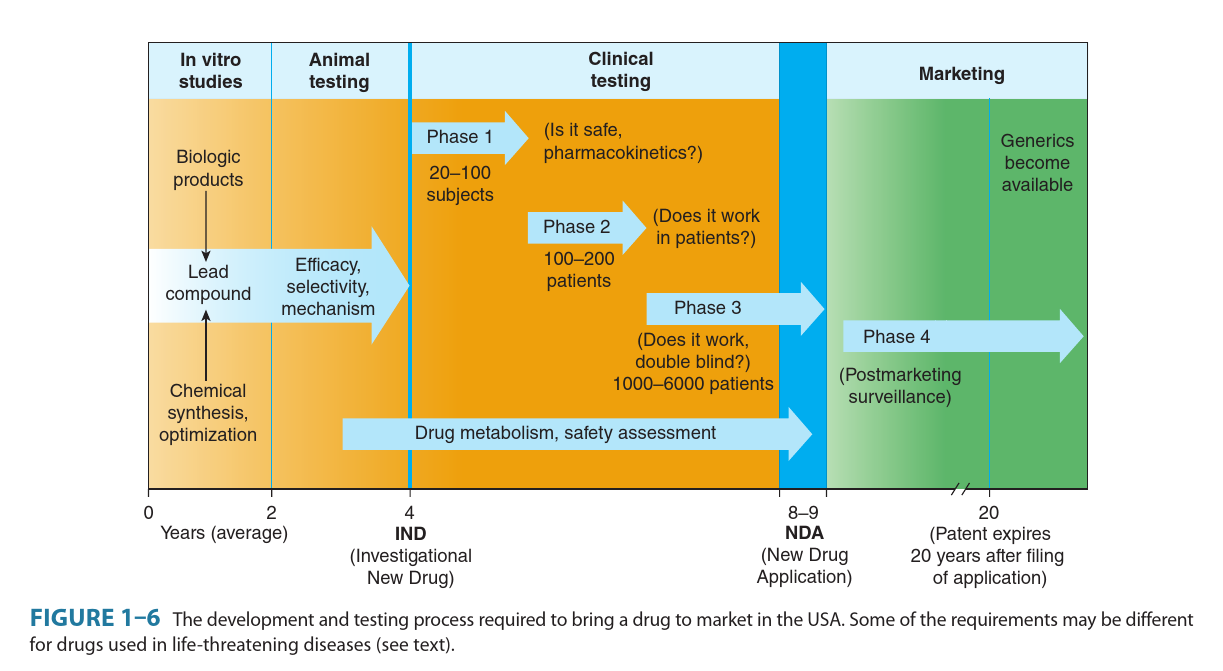 In vitro
studies
Animal
testing
Clinical
testing
Marketing
Biologic
products
Lead
compound
Chemical
synthesis,
optimization
Efficacy,
selectivity,
mechanism
Phase 1
20–100
subjects
(Is it safe,
pharmacokinetics?)
Phase 2
100–200
patients
(Does it work
in patients?)
Phase 3
(Does it work,
double blind?)
1000–6000 patients
Drug metabolism, safety assessment
Phase 4
(Postmarketing
surveillance)
Generics
become
available
0
2
4
8–9
20
Years (average)
IND
(Investigational
New Drug)
NDA
(New Drug
Application)
(Patent expires
20 years after filing
of application)
FIGURE 1–6 The development and testing process required to bring a drug to market in the USA. Some of the requirements may be different
for drugs used in life-threatening diseases (see text).